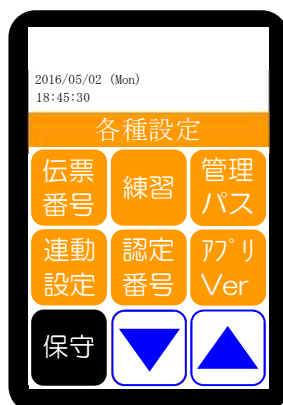 2016/05/02 (Mon)
18:45:30
各種設定
伝票
番号
練習
管理
パス
連動
設定
認定
番号
ｱﾌﾟﾘ
Ver
保守